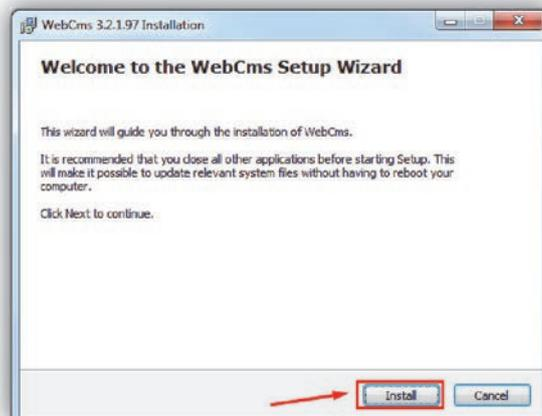 WebCms 3.2.1.97 Installation
Welcome to the WebCms Setup Wizard
This wizard will guide you through the installation of WebCms.
It is recommended that you close all other applications before starting Setup. This
will make it possible to update relevant system files without having to reboot your
computer.
Click Next to continue.
Install
Cancel